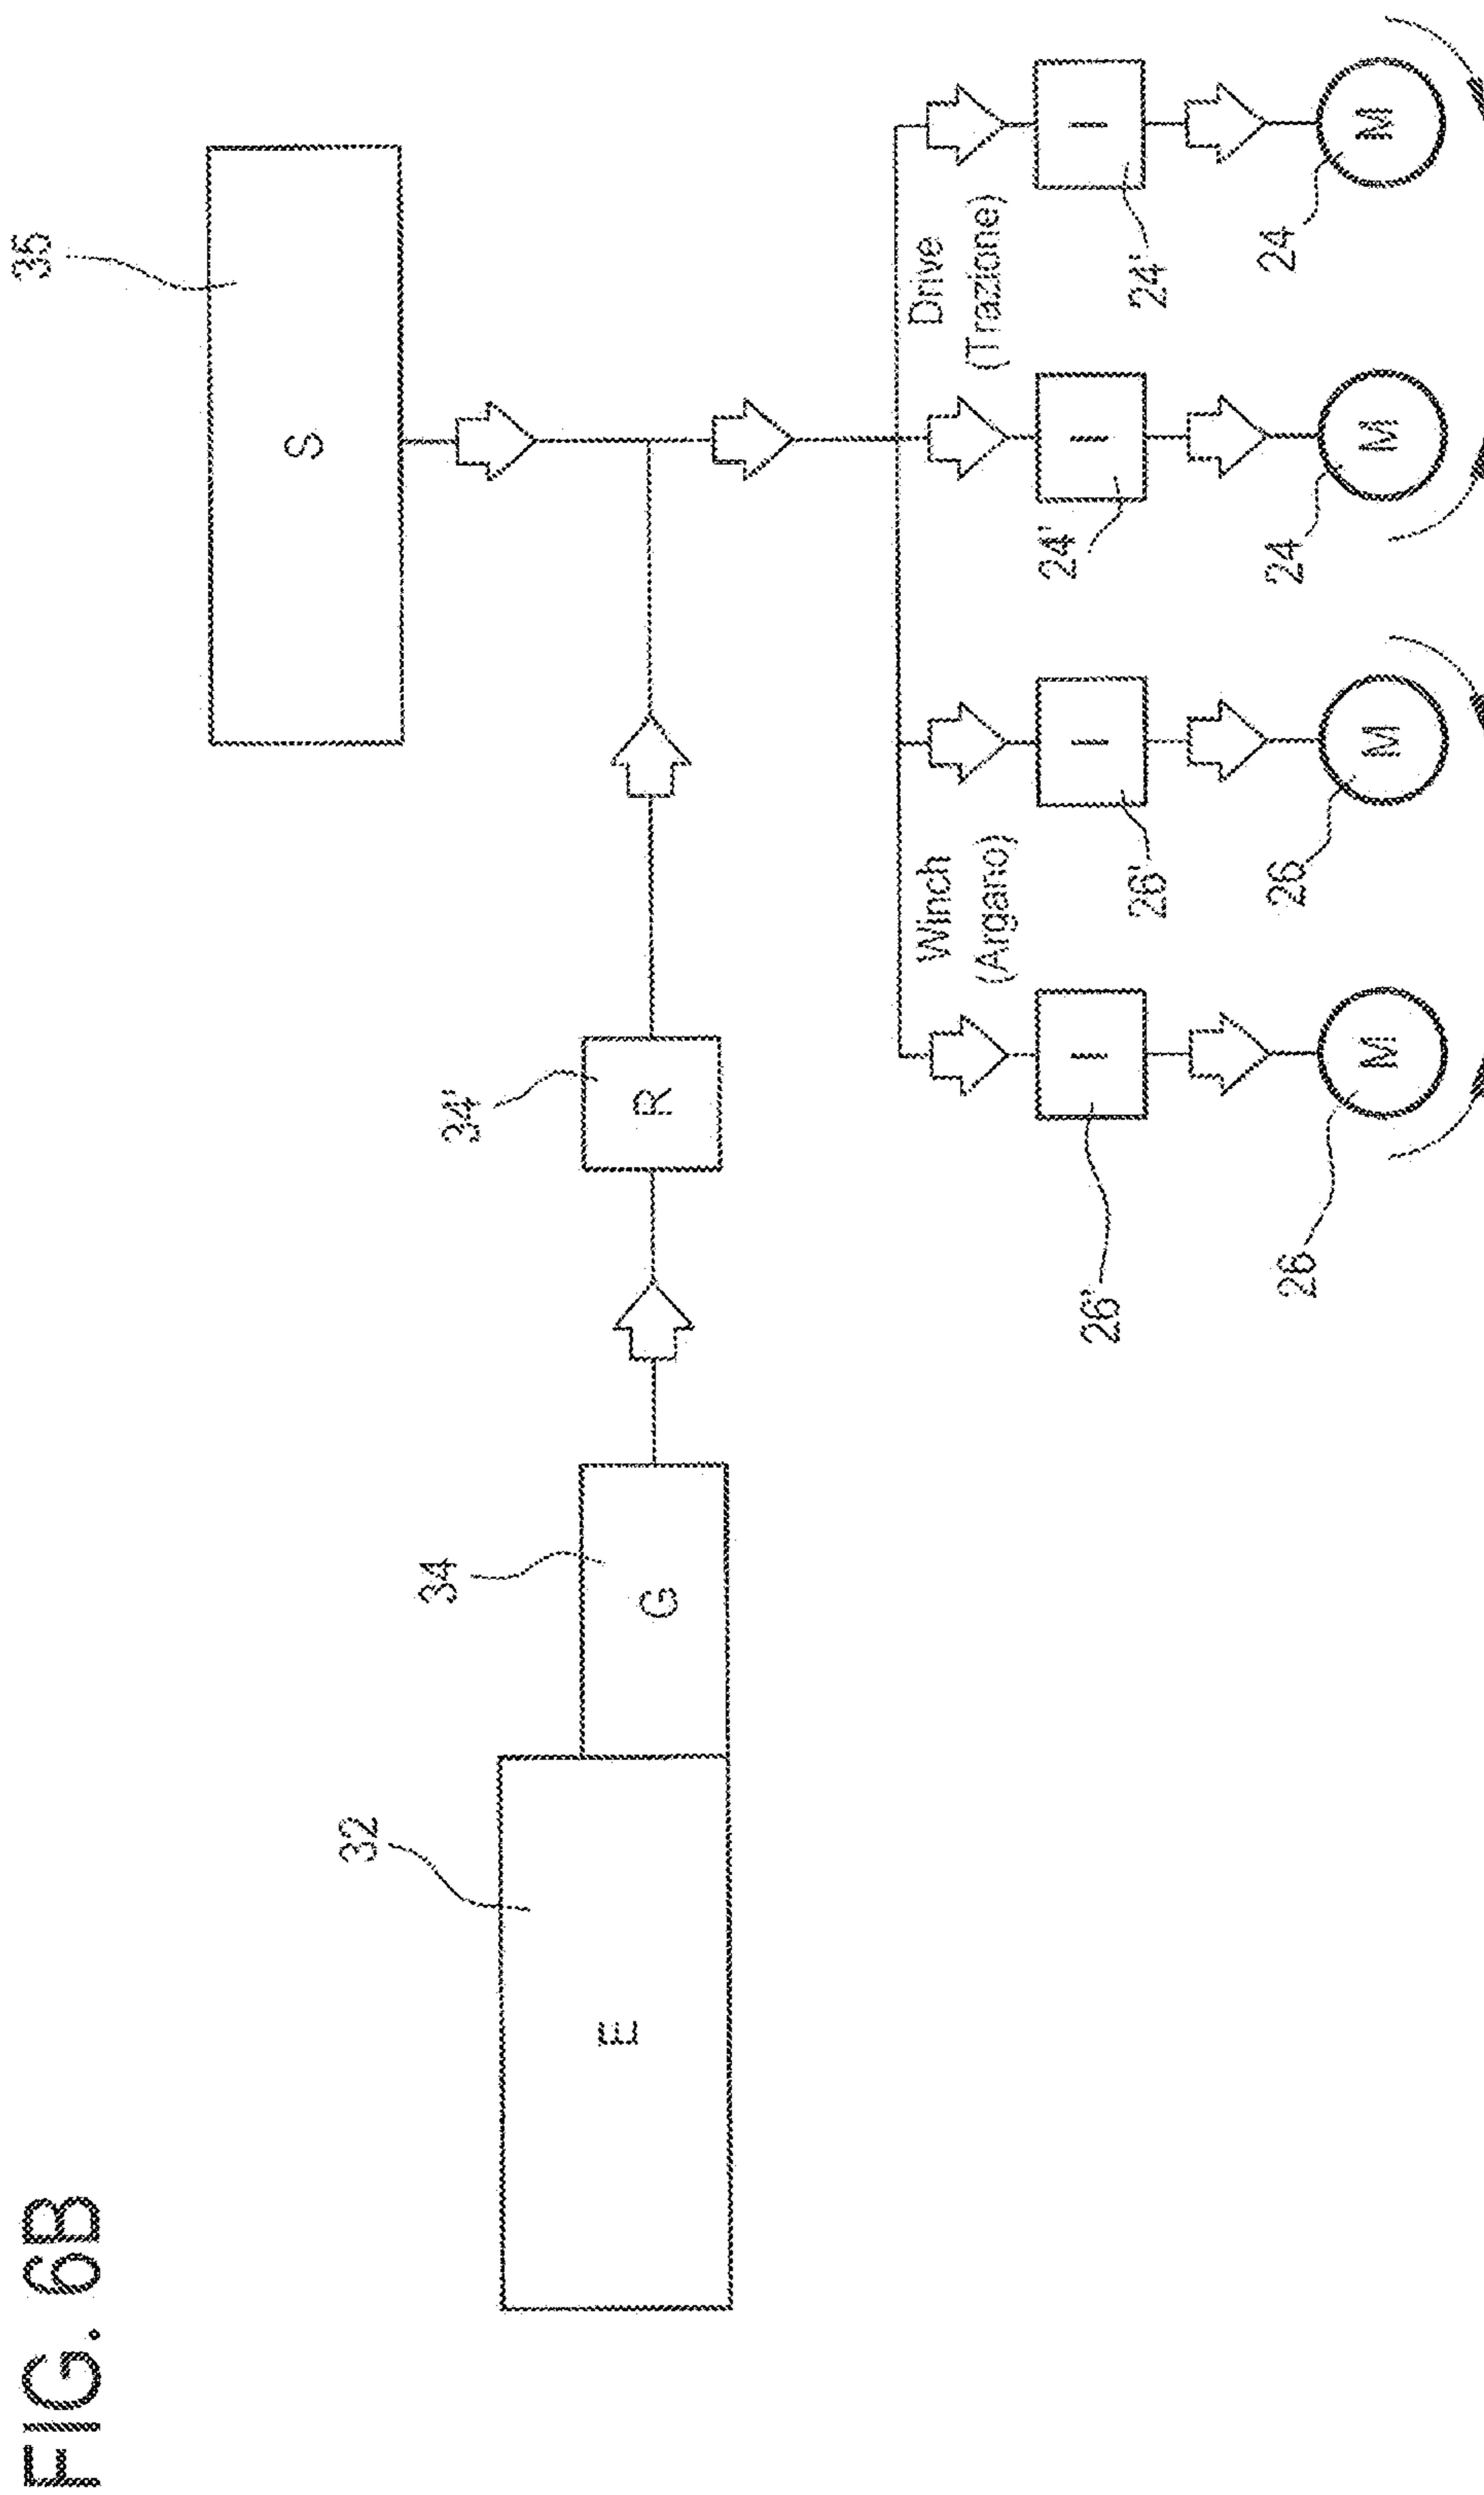 FIG. 6B
35
S
32
34
34'
E
G
R
Winch
(Argano)
Drive
(Trazione)
I
I
I
I
26'
26'
24'
24'
26
26
24
24
M
M
M
M